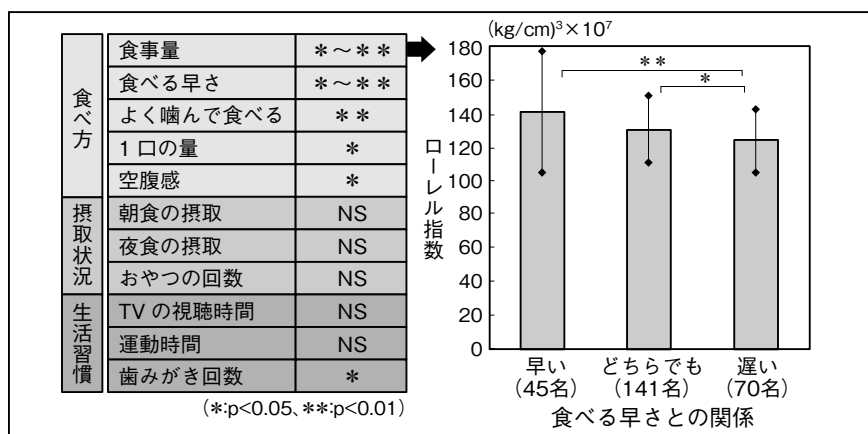 食べ方
食事量 ＊～＊＊
食べる早さ ＊～＊＊
よく噛んで食べる ＊＊
1口の量 ＊
空腹感 ＊
摂取状況
朝食の摂取 NS
夜食の摂取 NS
おやつの回数 NS
生活習慣
TVの視聴時間 NS
運動時間 NS
歯みがき回数 ＊
（＊:p<0.05、＊＊:p<0.01）
(kg/cm)³×10⁷
ローレル指数
180
160
140
120
100
80
60
40
20
0
＊＊
＊
早い どちらでも 遅い
（45名）（141名）（70名）
食べる早さとの関係